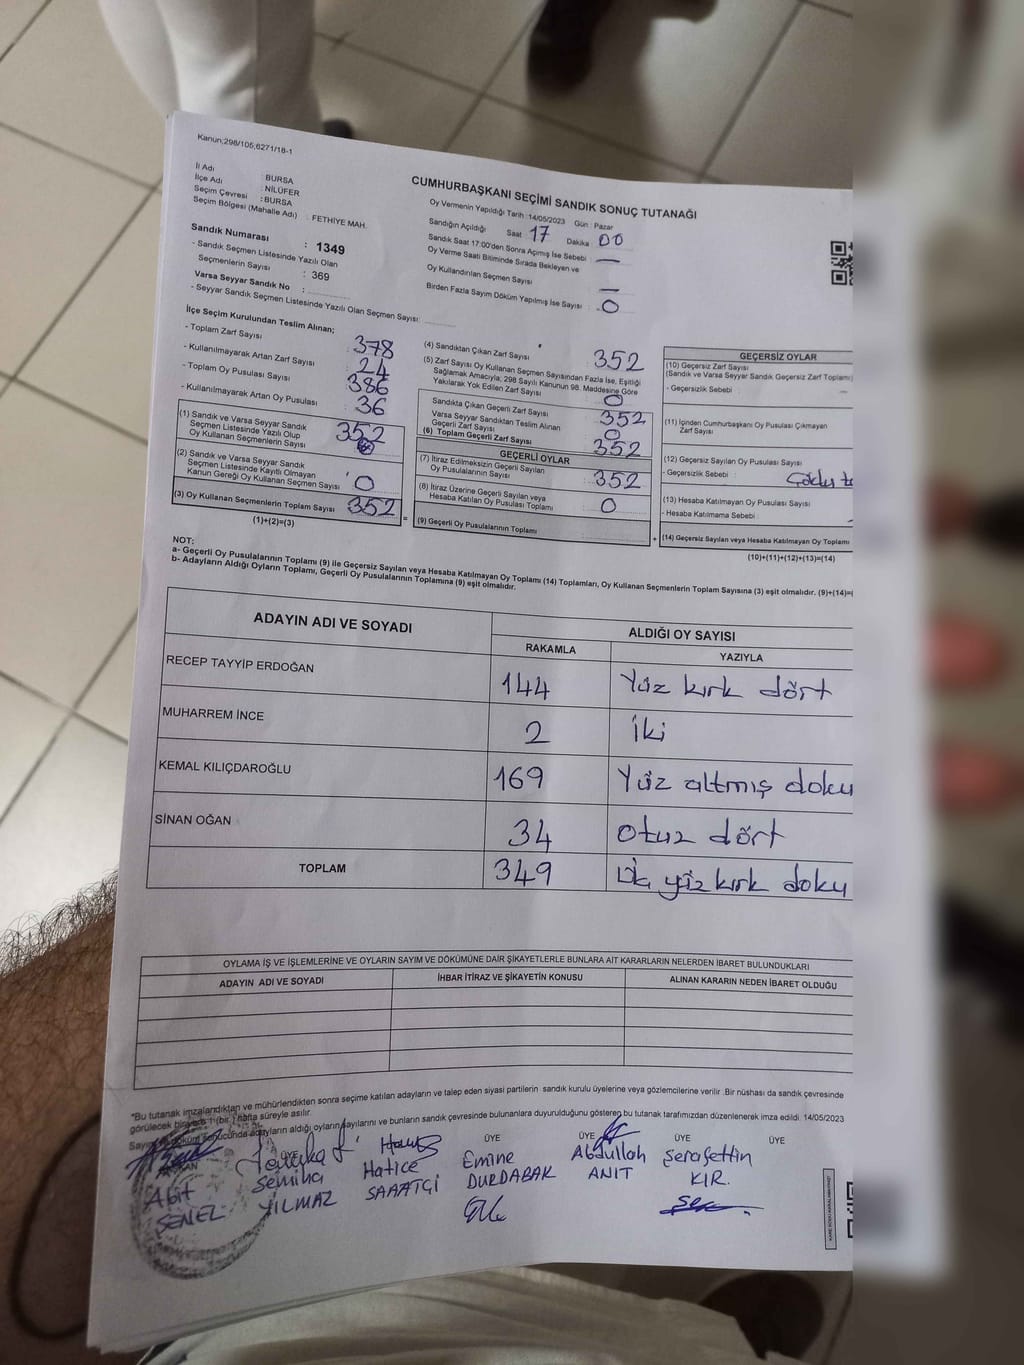 Kanun;298/105;6271/18-1
İl Adı : BURSA
İlçe Adı : NİLÜFER
Seçim Çevresi : BURSA
Seçim Bölgesi (Mahalle Adı) : FETHİYE MAH.
Sandık Numarası : 1349
- Sandık Seçmen Listesinde Yazılı Olan
Seçmenlerin Sayısı : 369
Varsa Seyyar Sandık No :
- Seyyar Sandık Seçmen Listesinde Yazılı Olan Seçmen Sayısı:
CUMHURBAŞKANI SEÇİMİ SANDIK SONUÇ TUTANAĞI
Oy Vermenin Yapıldığı Tarih :14/05/2023 Gün : Pazar
Sandığın Açıldığı Saat 17 Dakika 00
Sandık Saat 17:00'den Sonra Açımış İse Sebebi : —
Oy Verme Saati Bitiminde Sırada Bekleyen ve
Oy Kullandırılan Seçmen Sayısı : —
Birden Fazla Sayım Döküm Yapılmış İse Sayısı : 0
İlçe Seçim Kurulundan Teslim Alınan;
- Toplam Zarf Sayısı : 378
- Kullanılmayarak Artan Zarf Sayısı : 24
- Toplam Oy Pusulası Sayısı : 386
- Kullanılmayarak Artan Oy Pusulası : 36
(1) Sandık ve Varsa Seyyar Sandık
Seçmen Listesinde Yazılı Olup
Oy Kullanan Seçmenlerin Sayısı : 352
(2) Sandık ve Varsa Seyyar Sandık
Seçmen Listesinde Kayıtlı Olmayan
Kanun Gereği Oy Kullanan Seçmen Sayısı : 0
(3) Oy Kullanan Seçmenlerin Toplam Sayısı : 352
(1)+(2)=(3)
(4) Sandıktan Çıkan Zarf Sayısı : 352
(5) Zarf Sayısı Oy Kullanan Seçmen Sayısından Fazla İse, Eşitliği
Sağlamak Amacıyla, 298 Sayılı Kanunun 98. Maddesine Göre
Yakılarak Yok Edilen Zarf Sayısı : 0
Sandıkta Çıkan Geçerli Zarf Sayısı : 352
Varsa Seyyar Sandıktan Teslim Alınan
Geçerli Zarf Sayısı : 0
(6) Toplam Geçerli Zarf Sayısı : 352
GEÇERLİ OYLAR
(7) İtiraz Edilmeksizin Geçerli Sayılan
Oy Pusulalarının Sayısı : 352
(8) İtiraz Üzerine Geçerli Sayılan veya
Hesaba Katılan Oy Pusulası Toplamı : 0
(9) Geçerli Oy Pusulalarının Toplamı
GEÇERSİZ OYLAR
(10) Geçersiz Zarf Sayısı
(Sandık ve Varsa Seyyar Sandık Geçersiz Zarf Toplamı)
- Geçersizlik Sebebi :
(11) İçinden Cumhurbaşkanı Oy Pusulası Çıkmayan
Zarf Sayısı
(12) Geçersiz Sayılan Oy Pusulası Sayısı
- Geçersizlik Sebebi :
(13) Hesaba Katılmayan Oy Pusulası Sayısı
- Hesaba Katılmama Sebebi :
(14) Geçersiz Sayılan veya Hesaba Katılmayan Oy Toplamı
(10)+(11)+(12)+(13)=(14)
NOT:
a- Geçerli Oy Pusulalarının Toplamı (9) ile Geçersiz Sayılan veya Hesaba Katılmayan Oy Toplamı (14) Toplamları, Oy Kullanan Seçmenlerin Toplam Sayısına (3) eşit olmalıdır. (9)+(14)=(
b- Adayların Aldığı Oyların Toplamı, Geçerli Oy Pusulalarının Toplamına (9) eşit olmalıdır.
ADAYIN ADI VE SOYADI ALDIĞI OY SAYISI
RAKAMLA YAZIYLA
RECEP TAYYİP ERDOĞAN 144 Yüz kırk dört
MUHARREM İNCE 2 İki
KEMAL KILIÇDAROĞLU 169 Yüz altmış doku
SİNAN OĞAN 34 Otuz dört
TOPLAM 349 Üç yüz kırk doku
OYLAMA İŞ VE İŞLEMLERİNE VE OYLARIN SAYIM VE DÖKÜMÜNE DAİR ŞİKAYETLERLE BUNLARA AİT KARARLARIN NELERDEN İBARET BULUNDUKLARI
ADAYIN ADI VE SOYADI İHBAR İTİRAZ VE ŞİKAYETİN KONUSU ALINAN KARARIN NEDEN İBARET OLDUĞU
*Bu tutanak imzalandıktan ve mühürlendikten sonra seçime katılan adayların ve talep eden siyasi partilerin sandık kurulu üyelerine veya gözlemcilerine verilir. Bir nüshası da sandık çevresinde
görülecek bir yere 1 (bir ) hafta süreyle asılır.
Sayım ve döküm sonucunda adayların aldığı oyların sayılarını ve bunların sandık çevresinde bulunanlara duyurulduğunu gösteren bu tutanak tarafımızdan düzenlenerek imza edildi. 14/05/2023
ÜYE ÜYE ÜYE ÜYE ÜYE
Abit ŞENEL
Semiha YILMAZ
Hatice SAAATÇİ
Emine DURDABAK
Abdullah ANIT
Şerafettin KIR.